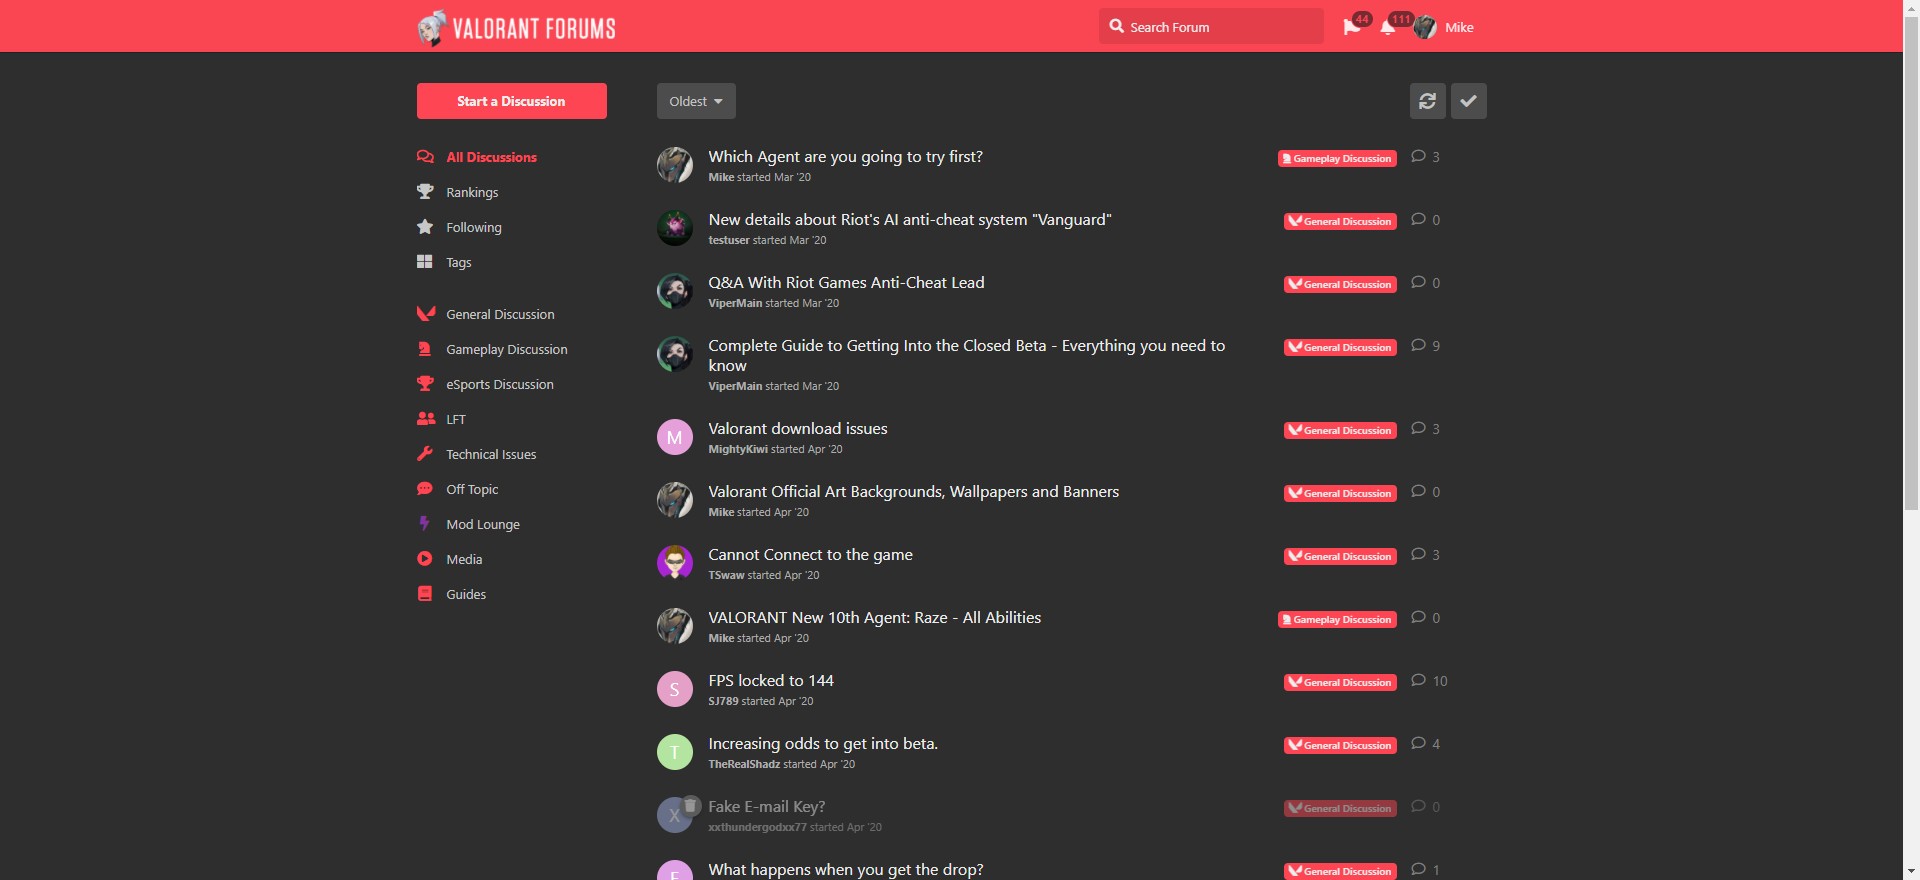 VALORANT FORUMS
Search Forum
44
111
Mike
Start a Discussion
Oldest
All Discussions
Rankings
Following
Tags
General Discussion
Gameplay Discussion
eSports Discussion
LFT
Technical Issues
Off Topic
Mod Lounge
Media
Guides
Which Agent are you going to try first?
Gameplay Discussion 3
Mike started Mar '20
New details about Riot's AI anti-cheat system "Vanguard"
General Discussion 0
testuser started Mar '20
Q&A With Riot Games Anti-Cheat Lead
General Discussion 0
ViperMain started Mar '20
Complete Guide to Getting Into the Closed Beta - Everything you need to
know
General Discussion 9
ViperMain started Mar '20
M
Valorant download issues
General Discussion 3
MightyKiwi started Apr '20
Valorant Official Art Backgrounds, Wallpapers and Banners
General Discussion 0
Mike started Apr '20
Cannot Connect to the game
General Discussion 3
TSwaw started Apr '20
VALORANT New 10th Agent: Raze - All Abilities
Gameplay Discussion 0
Mike started Apr '20
S
FPS locked to 144
General Discussion 10
SJ789 started Apr '20
T
Increasing odds to get into beta.
General Discussion 4
TheRealShadz started Apr '20
X
Fake E-mail Key?
General Discussion 0
xxthundergodxx77 started Apr '20
What happens when you get the drop?
General Discussion 1